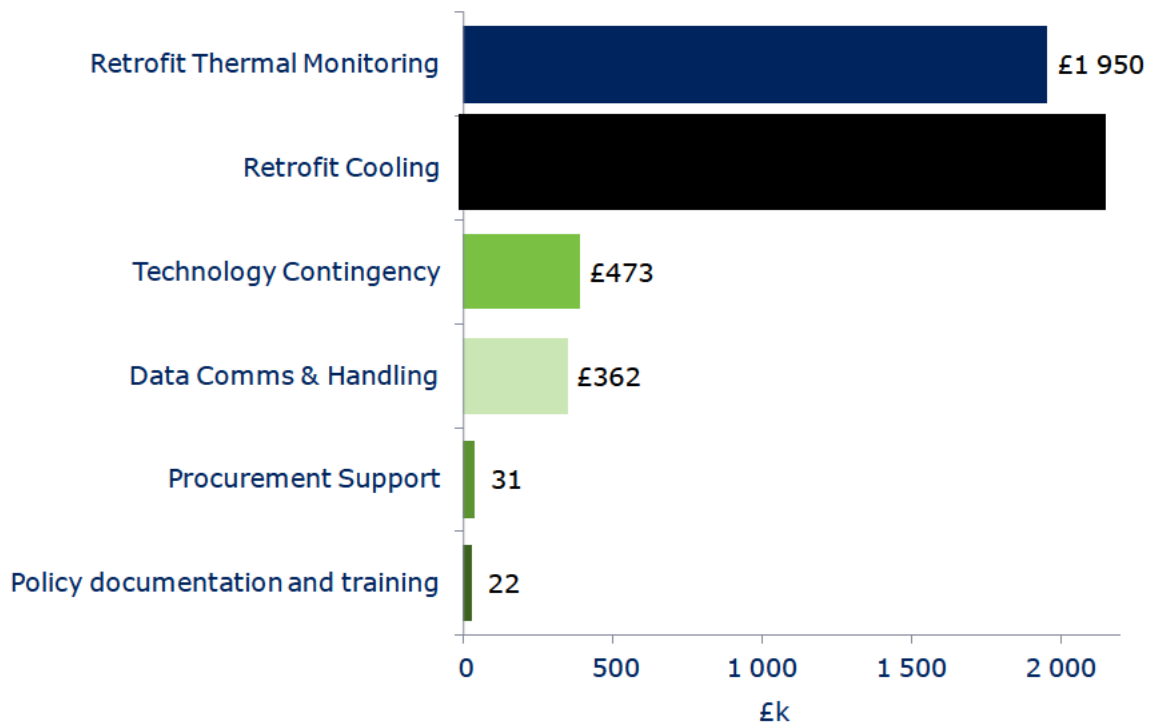 Retrofit Thermal Monitoring £1 950
Retrofit Cooling
Technology Contingency £473
Data Comms & Handling £362
Procurement Support 31
Policy documentation and training 22
0 500 1 000 1 500 2 000
£k